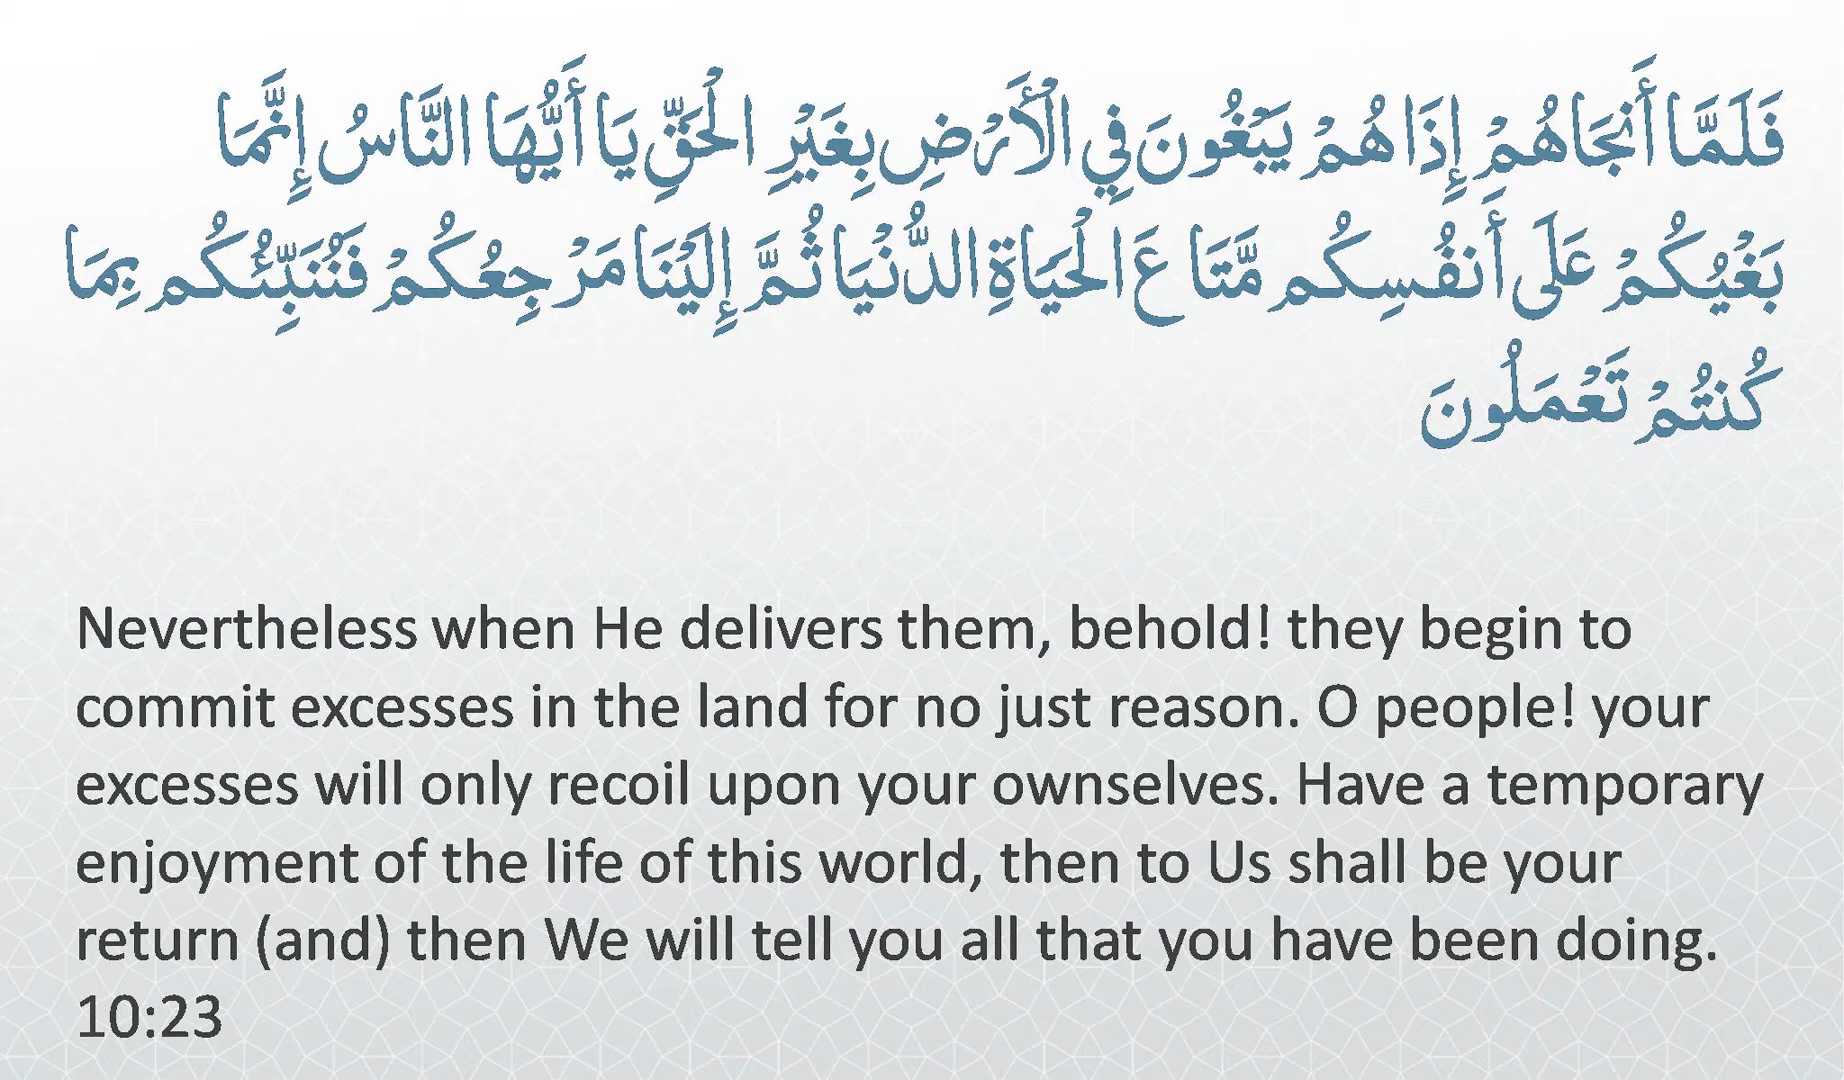 فَلَمَّا أَنجَاهُمْ إِذَا هُمْ يَبْغُونَ فِي الْأَرْضِ بِغَيْرِ الْحَقِّ يَا أَيُّهَا النَّاسُ إِنَّمَا
بَغْيُكُمْ عَلَى أَنفُسِكُم مَّتَاعَ الْحَيَاةِ الدُّنْيَا ثُمَّ إِلَيْنَا مَرْجِعُكُمْ فَنُنَبِّئُكُم بِمَا
كُنتُمْ تَعْمَلُونَ
Nevertheless when He delivers them, behold! they begin to
commit excesses in the land for no just reason. O people! your
excesses will only recoil upon your ownselves. Have a temporary
enjoyment of the life of this world, then to Us shall be your
return (and) then We will tell you all that you have been doing.
10:23